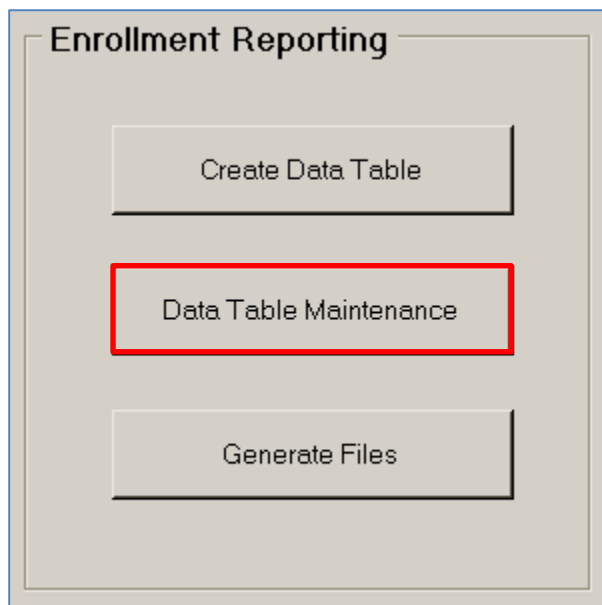 Enrollment Reporting
Create Data Table
Data Table Maintenance
Generate Files